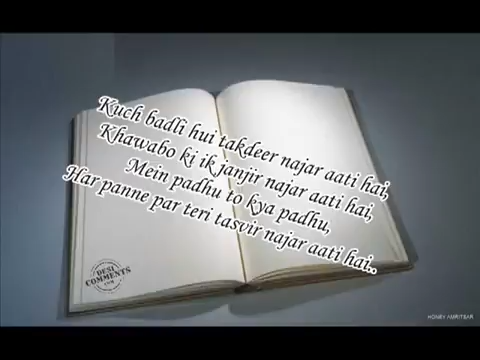 Kuch badli hui takdeer najar aati hai,
Khawabo ki ik janjir najar aati hai,
Mein padhu to kya padhu,
Har panne par teri tasvir najar aati hai..
DESI
COMMENTS
.COM
HONEY AMRITSAR